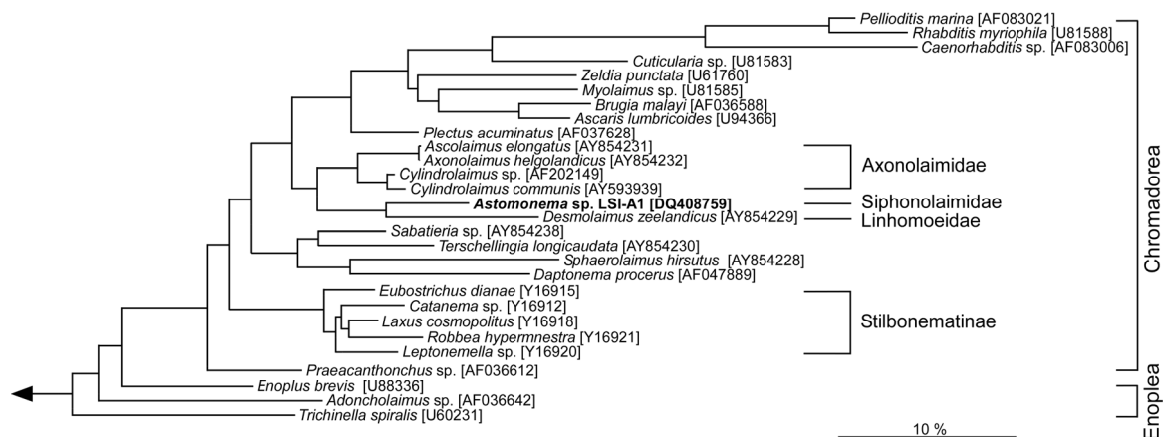 Pellioditis marina [AF083021]
Rhabditis myriophila [U81588]
Caenorhabditis sp. [AF083006]
Cuticularia sp. [U81583]
Zeldia punctata [U61760]
Myolaimus sp. [U81585]
Brugia malayi [AF036588]
Ascaris lumbricoides [U94366]
Plectus acuminatus [AF037628]
Ascolaimus elongatus [AY854231]
Axonolaimus helgolandicus [AY854232]
Axonolaimidae
Cylindrolaimus sp. [AF202149]
Cylindrolaimus communis [AY593939]
Astomonema sp. LSI-A1 [DQ408759]
Siphonolaimidae
Desmolaimus zeelandicus [AY854229]
Linhomoeidae
Sabatieria sp. [AY854238]
Terschellingia longicaudata [AY854230]
Sphaerolaimus hirsutus [AY854228]
Daptonema procerus [AF047889]
Eubostrichus dianae [Y16915]
Catanema sp. [Y16912]
Laxus cosmopolitus [Y16918]
Stilbonematinae
Robbea hypermnestra [Y16921]
Leptonemella sp. [Y16920]
Praeacanthonchus sp. [AF036612]
Enoplus brevis [U88336]
Adoncholaimus sp. [AF036642]
Trichinella spiralis [U60231]
Chromadorea
Enoplea
10 %